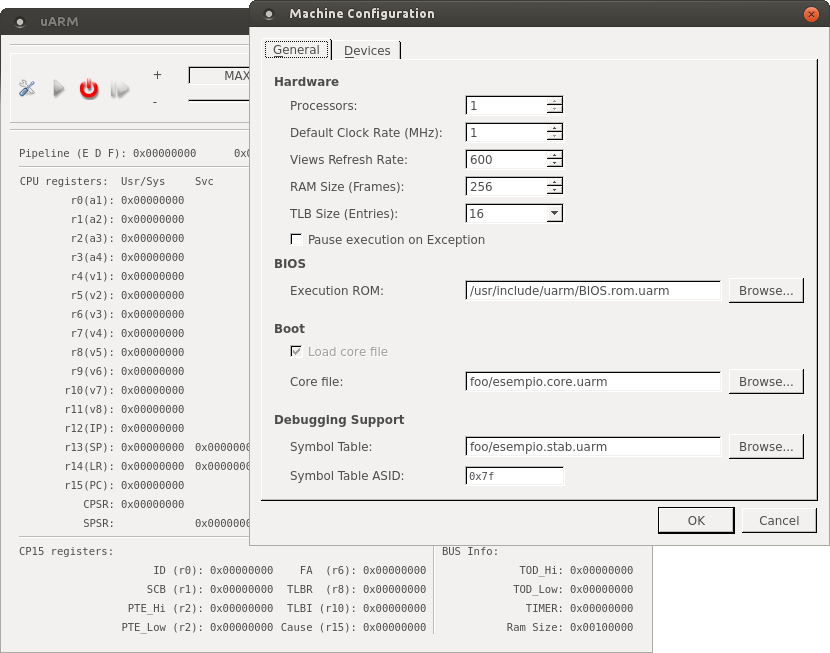 uARM
Machine Configuration
+
MAX
-
Pipeline (E D F): 0x00000000
CPU registers: Usr/Sys Svc
r0(a1): 0x00000000
r1(a2): 0x00000000
r2(a3): 0x00000000
r3(a4): 0x00000000
r4(v1): 0x00000000
r5(v2): 0x00000000
r6(v3): 0x00000000
r7(v4): 0x00000000
r8(v5): 0x00000000
r9(v6): 0x00000000
r10(v7): 0x00000000
r11(v8): 0x00000000
r12(IP): 0x00000000
r13(SP): 0x00000000 0x0000000
r14(LR): 0x00000000 0x0000000
r15(PC): 0x00000000
CPSR: 0x00000000
SPSR: 0x0000000
CP15 registers:
ID (r0): 0x00000000 FA (r6): 0x00000000
SCB (r1): 0x00000000 TLBR (r8): 0x00000000
PTE_Hi (r2): 0x00000000 TLBI (r10): 0x00000000
PTE_Low (r2): 0x00000000 Cause (r15): 0x00000000
BUS Info:
TOD_Hi: 0x00000000
TOD_Low: 0x00000000
TIMER: 0x00000000
Ram Size: 0x00100000
General Devices
Hardware
Processors: 1
Default Clock Rate (MHz): 1
Views Refresh Rate: 600
RAM Size (Frames): 256
TLB Size (Entries): 16
Pause execution on Exception
BIOS
Execution ROM: /usr/include/uarm/BIOS.rom.uarm Browse...
Boot
Load core file
Core file: foo/esempio.core.uarm Browse...
Debugging Support
Symbol Table: foo/esempio.stab.uarm Browse...
Symbol Table ASID: 0x7f
OK Cancel